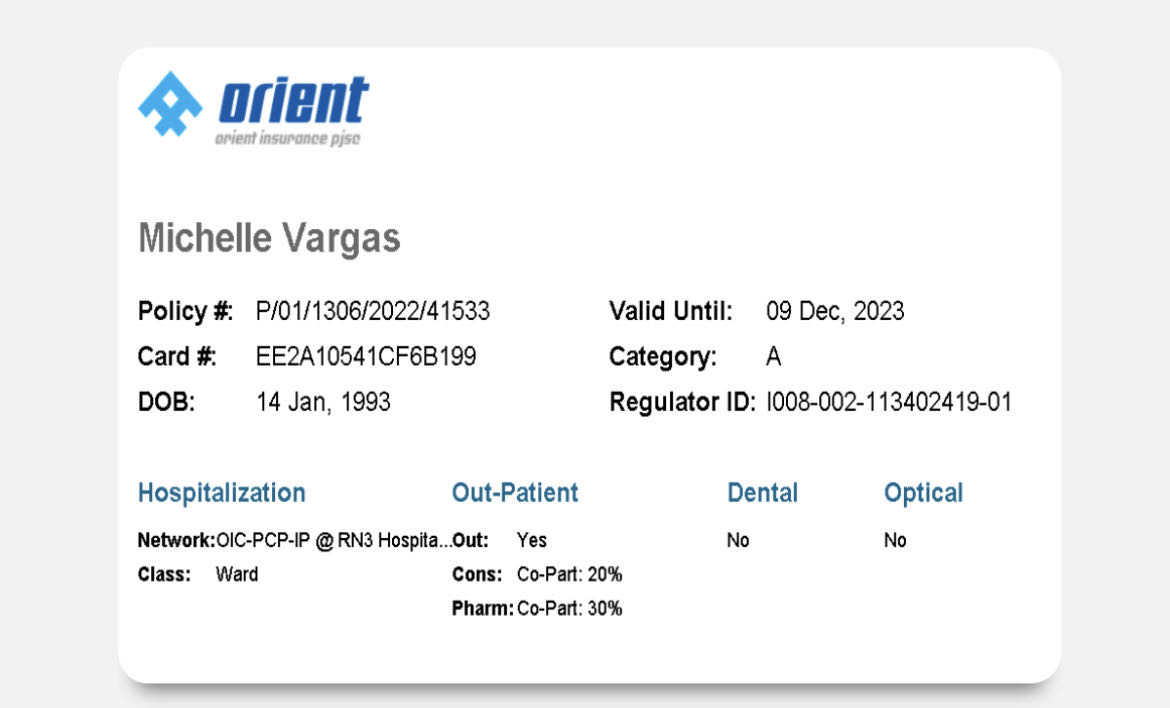 orient
orient insurance pjsc
Michelle Vargas
Policy #: P/01/1306/2022/41533 Valid Until: 09 Dec, 2023
Card #: EE2A10541CF6B199 Category: A
DOB: 14 Jan, 1993 Regulator ID: I008-002-113402419-01
Hospitalization Out-Patient Dental Optical
Network:OIC-PCP-IP @ RN3 Hospita...Out: Yes No No
Class: Ward Cons: Co-Part: 20%
Pharm:Co-Part: 30%